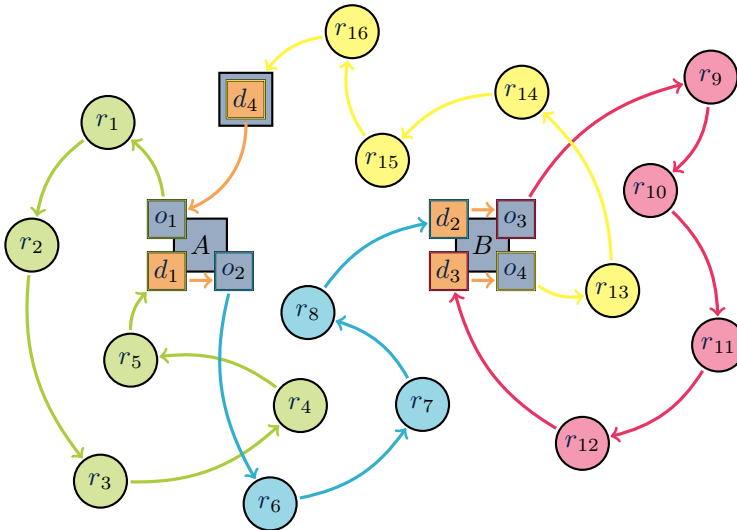 r₁₆
r₉
r₁₄
d₄
r₁
r₁₅
r₁₀
o₁
d₂
o₃
r₂
A
B
d₁
o₂
d₃
o₄
r₁₃
r₈
r₁₁
r₅
r₄
r₇
r₁₂
r₃
r₆